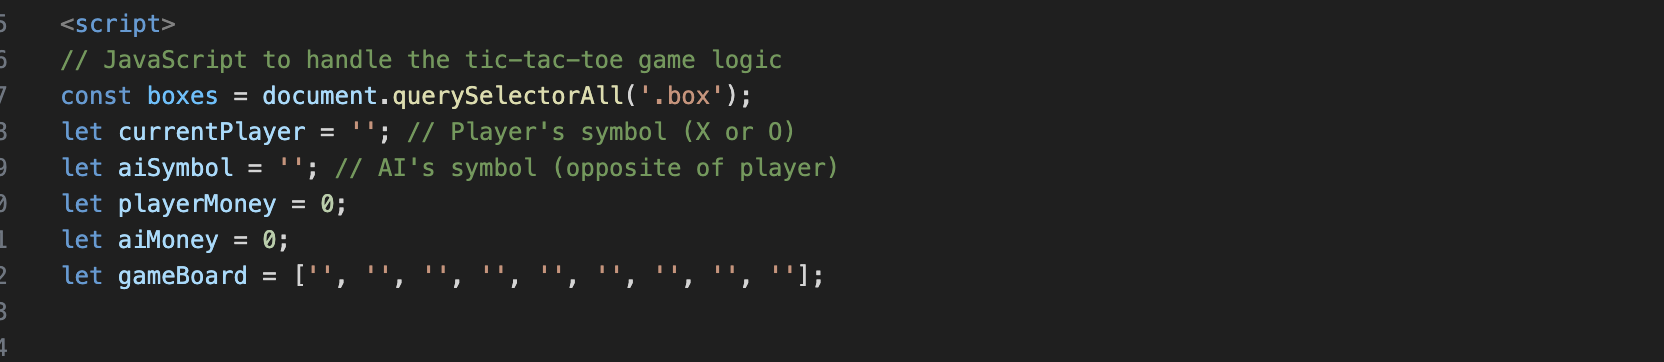 5 <script>
6 // JavaScript to handle the tic-tac-toe game logic
7 const boxes = document.querySelectorAll('.box');
8 let currentPlayer = ''; // Player's symbol (X or O)
9 let aiSymbol = ''; // AI's symbol (opposite of player)
0 let playerMoney = 0;
1 let aiMoney = 0;
2 let gameBoard = ['', '', '', '', '', '', '', '', ''];
3
4